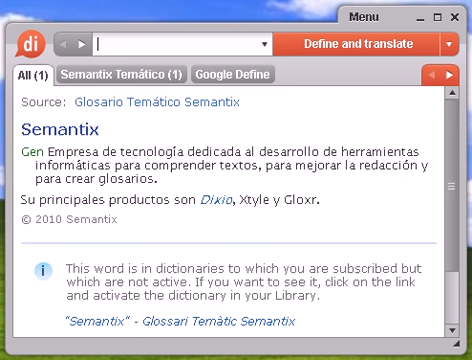 Menu
di
Define and translate
All (1) Semantix Temático (1) Google Define
Source: Glosario Temático Semantix
Semantix
Gen Empresa de tecnología dedicada al desarrollo de herramientas
informáticas para comprender textos, para mejorar la redacción y
para crear glosarios.
Su principales productos son Dixio, Xtyle y Gloxr.
© 2010 Semantix
i
This word is in dictionaries to which you are subscribed but
which are not active. If you want to see it, click on the link
and activate the dictionary in your Library.
"Semantix" - Glossari Temàtic Semantix